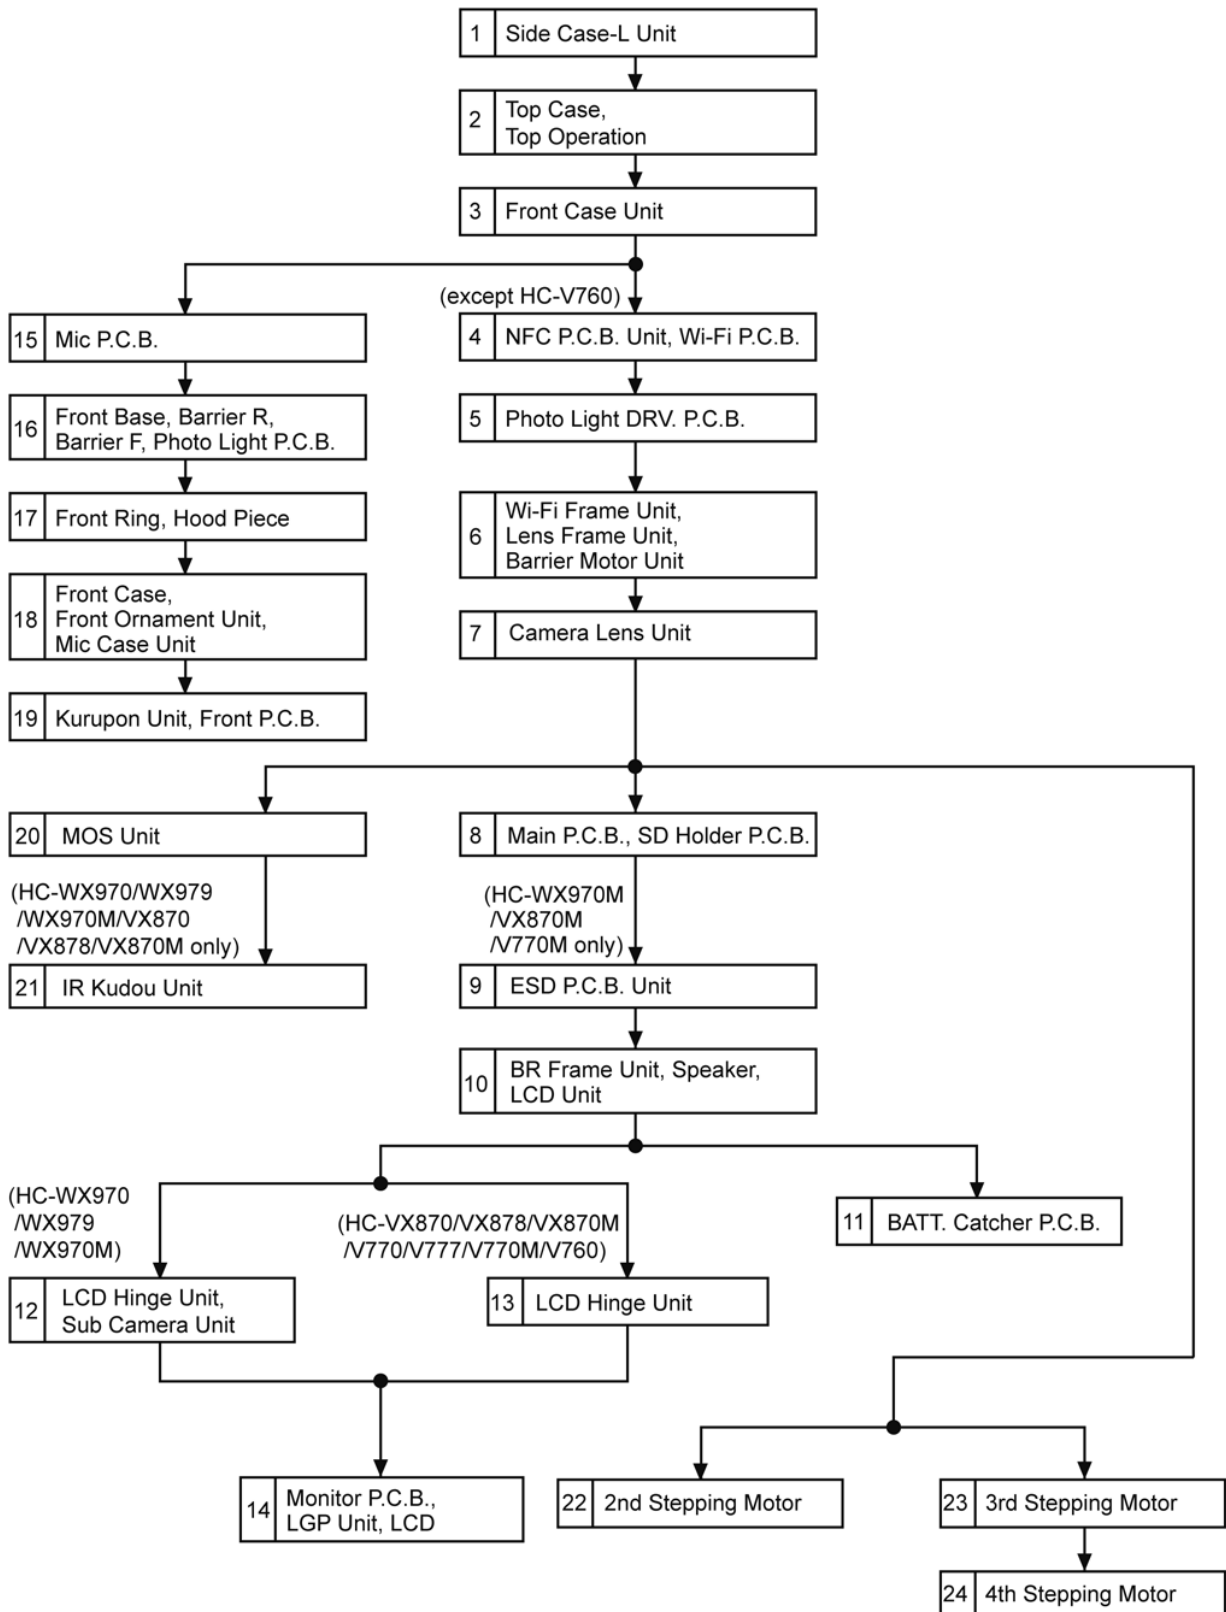 1 Side Case-L Unit
2 Top Case,
Top Operation
3 Front Case Unit
(except HC-V760)
15 Mic P.C.B.
4 NFC P.C.B. Unit, Wi-Fi P.C.B.
16 Front Base, Barrier R,
Barrier F, Photo Light P.C.B.
5 Photo Light DRV. P.C.B.
17 Front Ring, Hood Piece
6 Wi-Fi Frame Unit,
Lens Frame Unit,
Barrier Motor Unit
18 Front Case,
Front Ornament Unit,
Mic Case Unit
7 Camera Lens Unit
19 Kurupon Unit, Front P.C.B.
20 MOS Unit
8 Main P.C.B., SD Holder P.C.B.
(HC-WX970/WX979
/WX970M/VX870
/VX878/VX870M only)
(HC-WX970M
/VX870M
/V770M only)
21 IR Kudou Unit
9 ESD P.C.B. Unit
10 BR Frame Unit, Speaker,
LCD Unit
(HC-WX970
/WX979
/WX970M)
(HC-VX870/VX878/VX870M
/V770/V777/V770M/V760)
11 BATT. Catcher P.C.B.
12 LCD Hinge Unit,
Sub Camera Unit
13 LCD Hinge Unit
14 Monitor P.C.B.,
LGP Unit, LCD
22 2nd Stepping Motor
23 3rd Stepping Motor
24 4th Stepping Motor